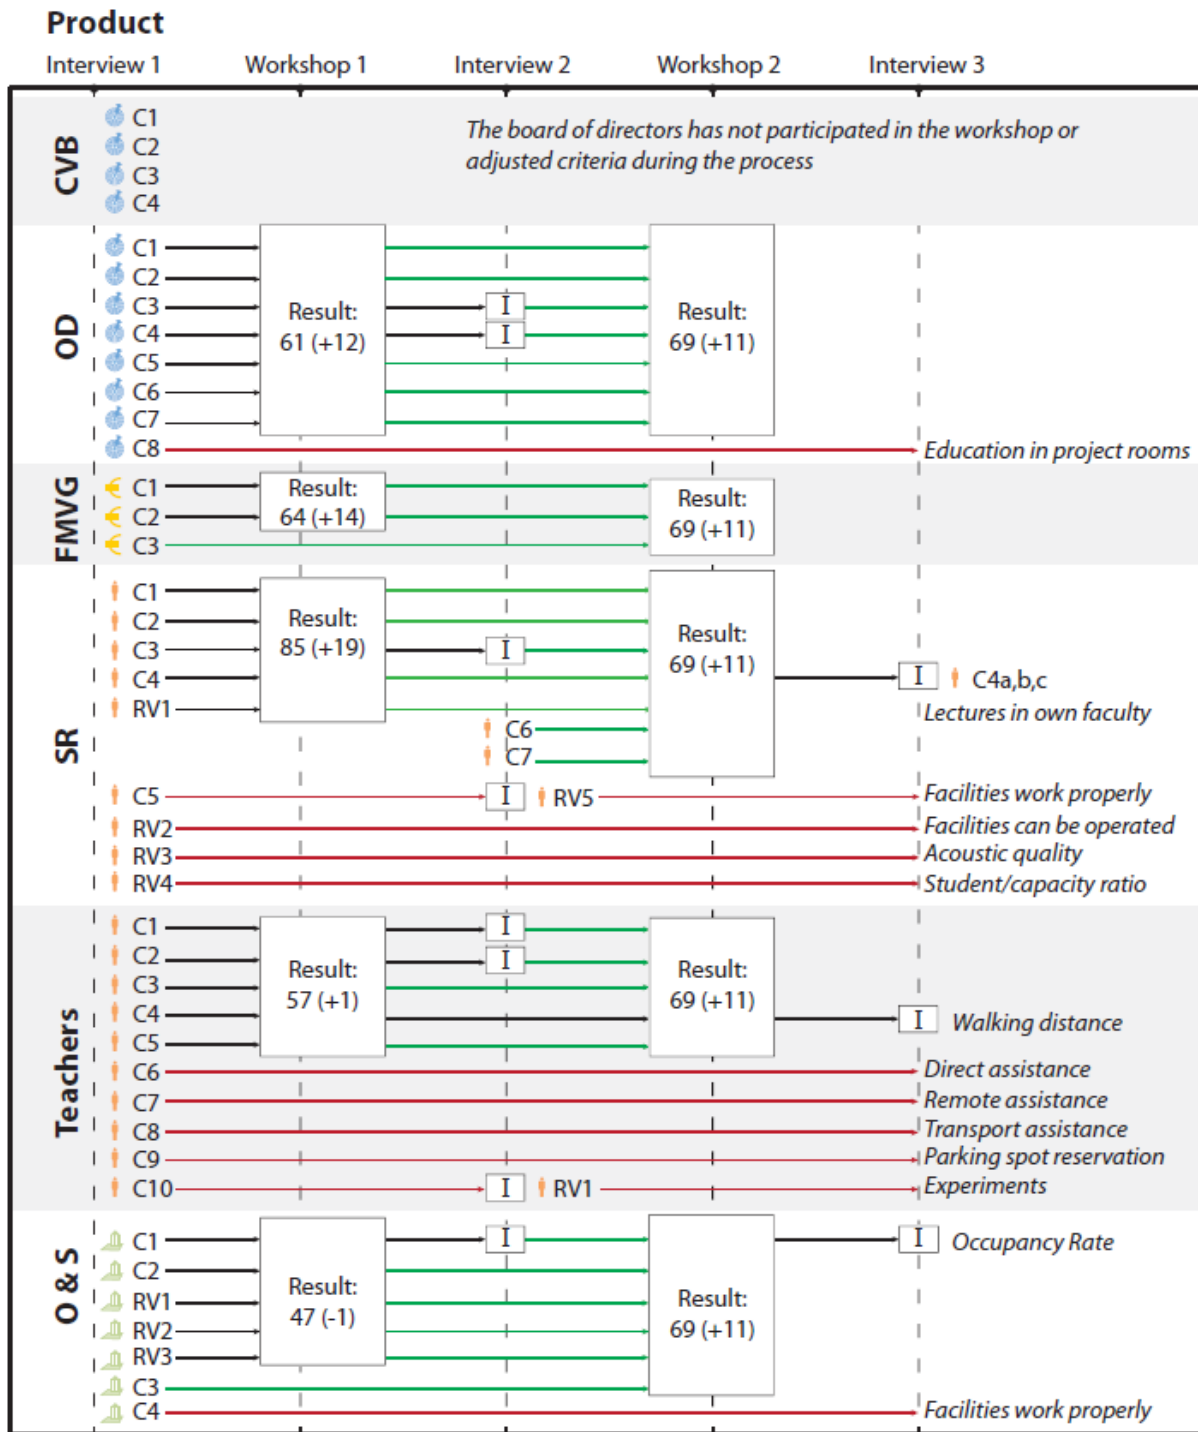 Product
Interview 1 Workshop 1 Interview 2 Workshop 2 Interview 3
CVB
C1
C2
C3
C4
The board of directors has not participated in the workshop or
adjusted criteria during the process
OD
C1
C2
C3 I
C4 I
C5
C6
C7
C8 Education in project rooms
Result:
61 (+12)
Result:
69 (+11)
FMVG
C1
C2
C3
Result:
64 (+14)
Result:
69 (+11)
SR
C1
C2
C3 I
C4
RV1
Result:
85 (+19)
Result:
69 (+11)
I C4a,b,c
Lectures in own faculty
C6
C7
C5 I RV5 Facilities work properly
RV2 Facilities can be operated
RV3 Acoustic quality
RV4 Student/capacity ratio
Teachers
C1 I
C2 I
C3
C4
C5
Result:
57 (+1)
Result:
69 (+11)
I Walking distance
C6 Direct assistance
C7 Remote assistance
C8 Transport assistance
C9 Parking spot reservation
C10 I RV1 Experiments
O & S
C1 I I Occupancy Rate
C2
RV1
RV2
RV3
Result:
47 (-1)
Result:
69 (+11)
C3
C4 Facilities work properly